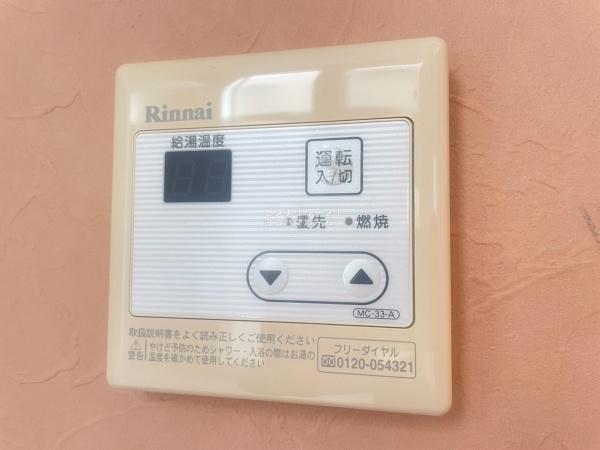 Rinnai
給湯温度
運転
入/切
優先
燃焼
MC-33-A
取扱説明書をよく読み正しくご使用ください
警告
やけど予防のためシャワー・入浴の際はお湯の
温度を確かめて使用してください
フリーダイヤル
0120-054321